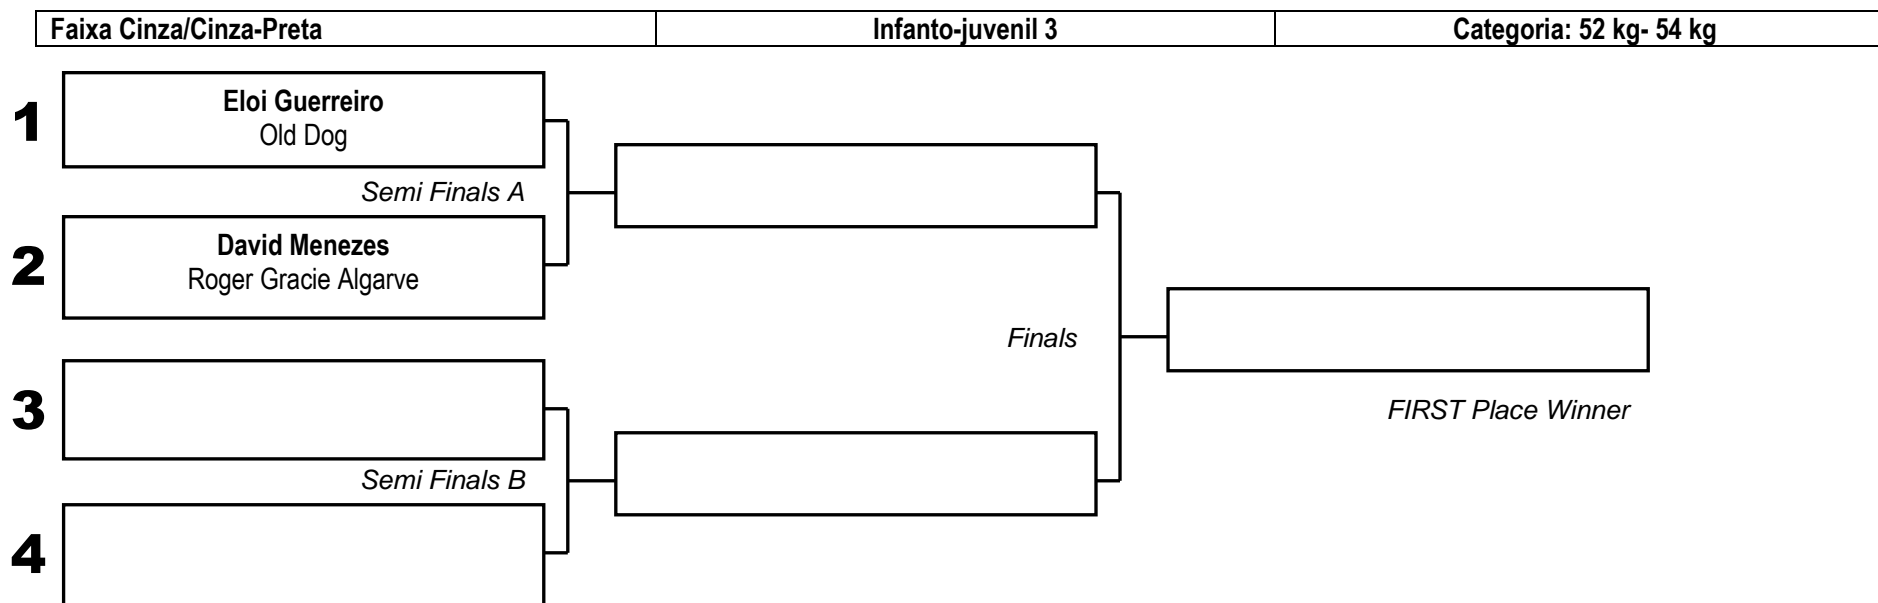 Faixa Cinza/Cinza-Preta
Infanto-juvenil 3
Categoria: 52 kg- 54 kg
1
Eloi Guerreiro
Old Dog
Semi Finals A
2
David Menezes
Roger Gracie Algarve
Finals
3
FIRST Place Winner
Semi Finals B
4